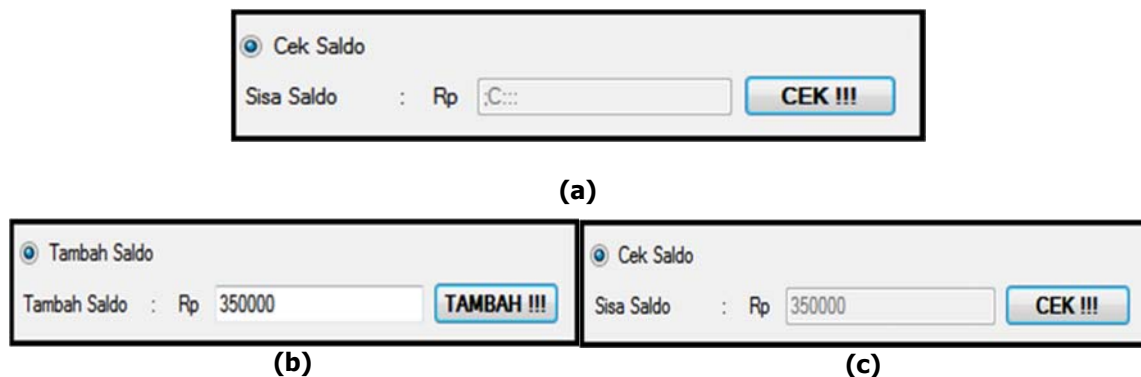 Cek Saldo
Sisa Saldo : Rp ;C::: CEK !!!
(a)
Tambah Saldo
Tambah Saldo : Rp 350000 TAMBAH !!!
(b)
Cek Saldo
Sisa Saldo : Rp 350000 CEK !!!
(c)